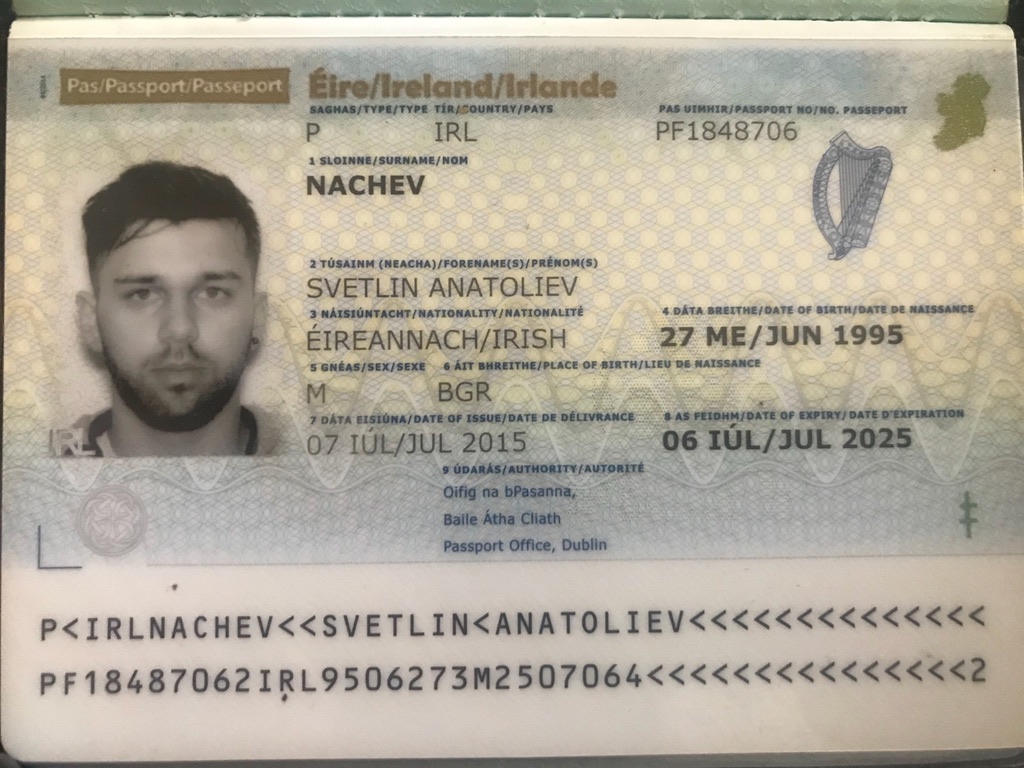 Pas/Passport/Passeport
Éire/Ireland/Irlande
SAGHAS/TYPE/TYPE TÍR/COUNTRY/PAYS PAS UIMHIR/PASSPORT NO/NO. PASSEPORT
P IRL PF1848706
1 SLOINNE/SURNAME/NOM
NACHEV
2 TÚSAINM (NEACHA)/FORENAME(S)/PRÉNOM(S)
SVETLIN ANATOLIEV
3 NÁISIÚNTACHT/NATIONALITY/NATIONALITÉ 4 DÁTA BREITHE/DATE OF BIRTH/DATE DE NAISSANCE
ÉIREANNACH/IRISH 27 ME/JUN 1995
5 GNÉAS/SEX/SEXE 6 ÁIT BHREITHE/PLACE OF BIRTH/LIEU DE NAISSANCE
M BGR
7 DÁTA EISIÚNA/DATE OF ISSUE/DATE DE DÉLIVRANCE 8 AS FEIDHM/DATE OF EXPIRY/DATE D'EXPIRATION
07 IÚL/JUL 2015 06 IÚL/JUL 2025
IRL
9 ÚDARÁS/AUTHORITY/AUTORITÉ
Oifig na bPasanna,
Baile Átha Cliath
Passport Office, Dublin
P<IRLNACHEV<<SVETLIN<ANATOLIEV<<<<<<<<<<<<<<
PF18487062IRL9506273M2507064<<<<<<<<<<<<<<<2